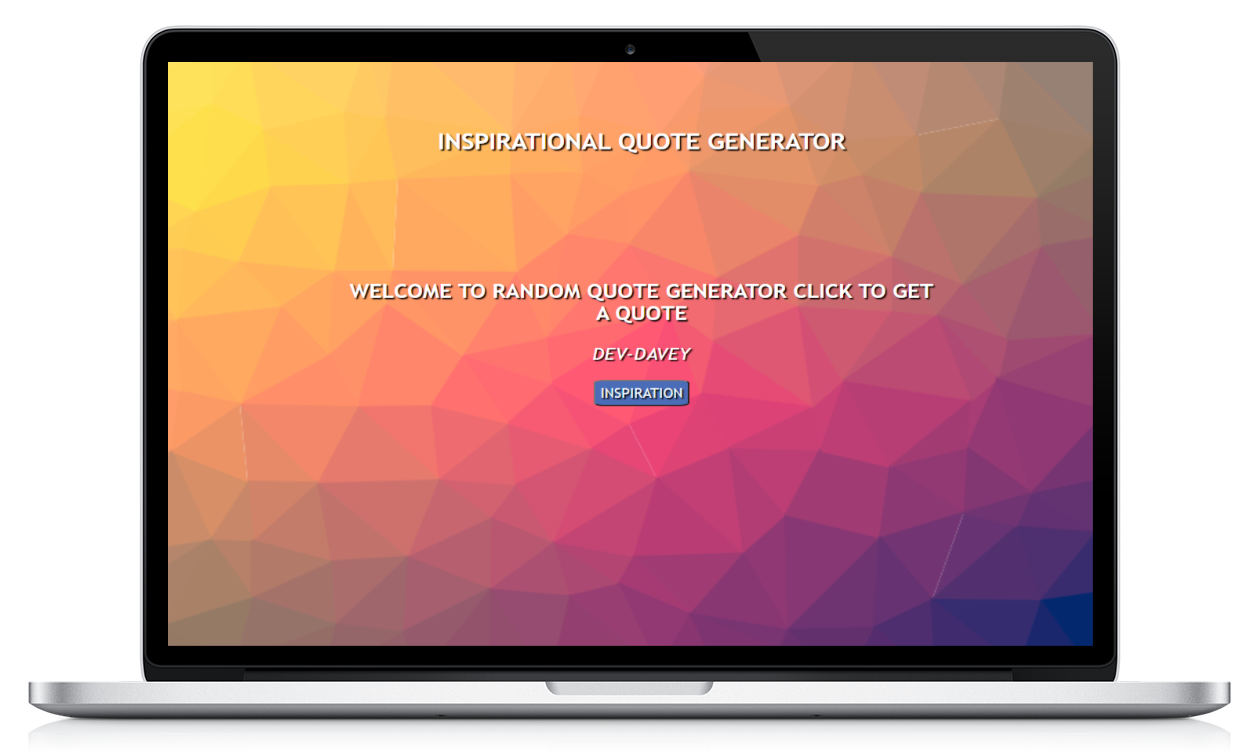 INSPIRATIONAL QUOTE GENERATOR
WELCOME TO RANDOM QUOTE GENERATOR CLICK TO GET
A QUOTE
DEV-DAVEY
INSPIRATION